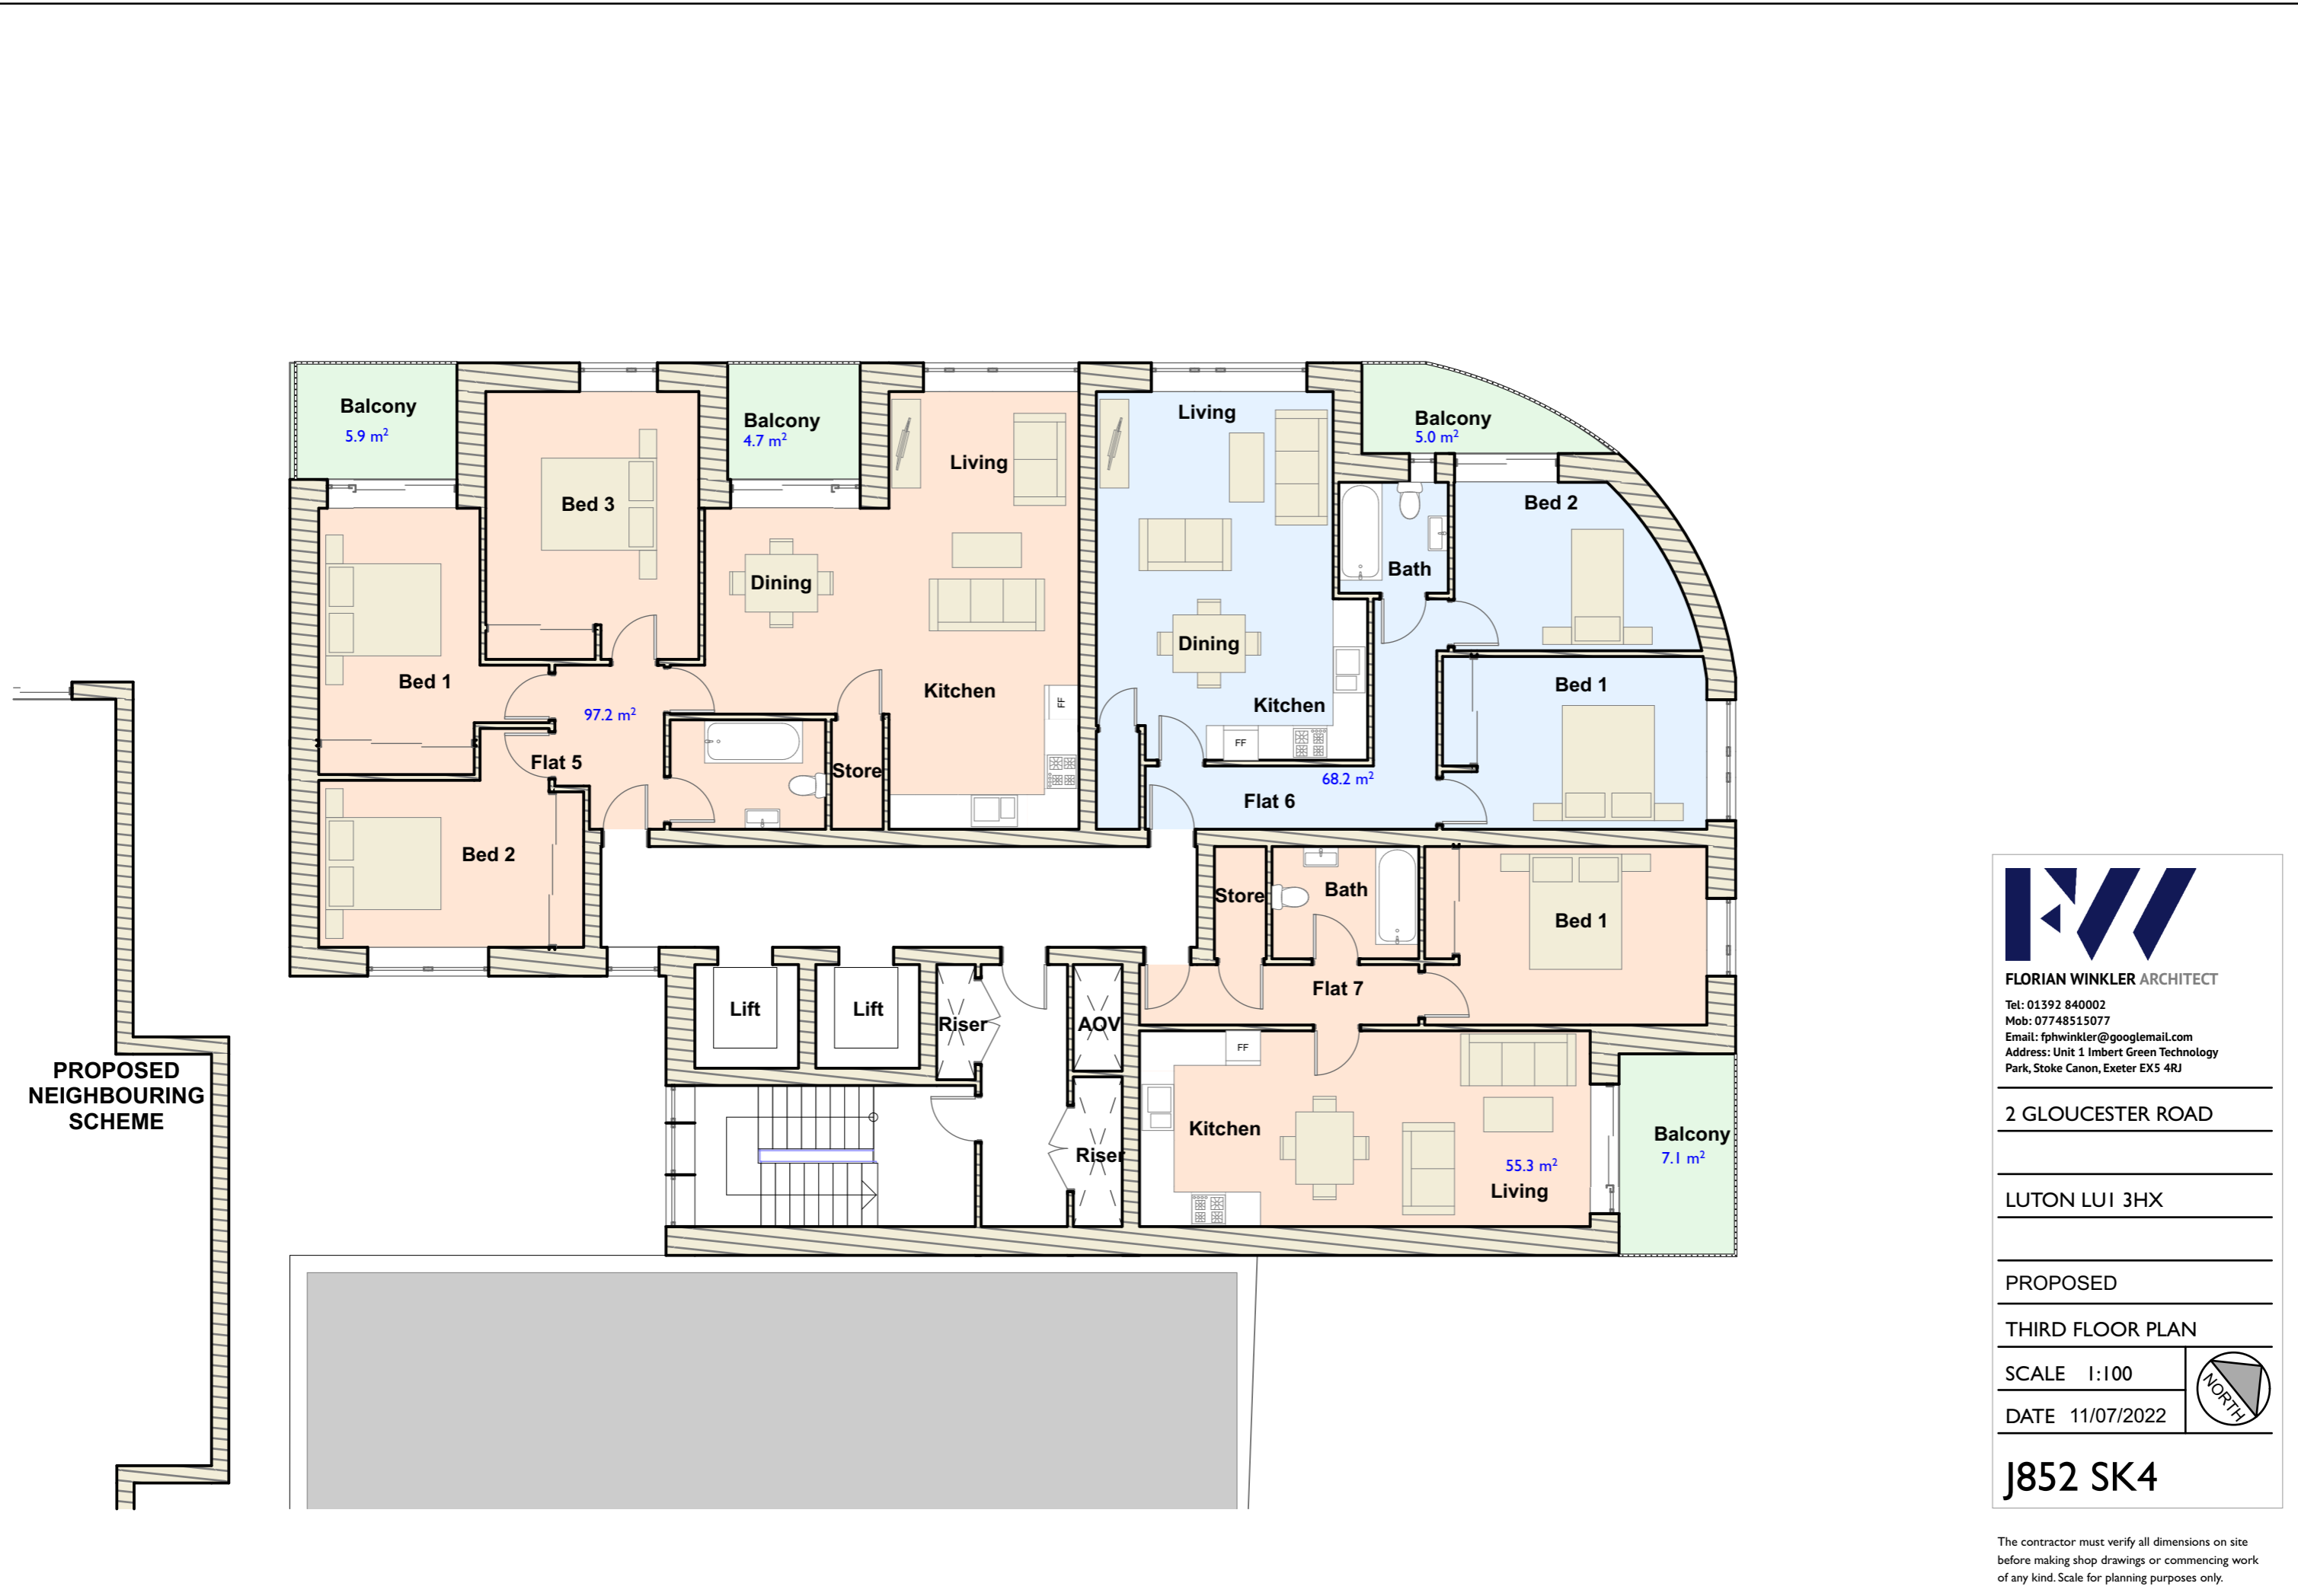 Balcony
5.9 m²
Bed 3
Balcony
4.7 m²
Living
Dining
Kitchen
FF
Bed 1
97.2 m²
Flat 5
Store
Bed 2
Living
Balcony
5.0 m²
Bed 2
Bath
Dining
Kitchen
FF
Bed 1
68.2 m²
Flat 6
Store
Bath
Bed 1
Flat 7
Lift
Lift
Riser
AOV
Riser
FF
Kitchen
55.3 m²
Living
Balcony
7.1 m²
PROPOSED
NEIGHBOURING
SCHEME
FW
FLORIAN WINKLER ARCHITECT
Tel: 01392 840002
Mob: 07748515077
Email: fphwinkler@googlemail.com
Address: Unit 1 Imbert Green Technology
Park, Stoke Canon, Exeter EX5 4RJ
2 GLOUCESTER ROAD
LUTON LU1 3HX
PROPOSED
THIRD FLOOR PLAN
SCALE 1:100
NORTH
DATE 11/07/2022
J852 SK4
The contractor must verify all dimensions on site
before making shop drawings or commencing work
of any kind. Scale for planning purposes only.